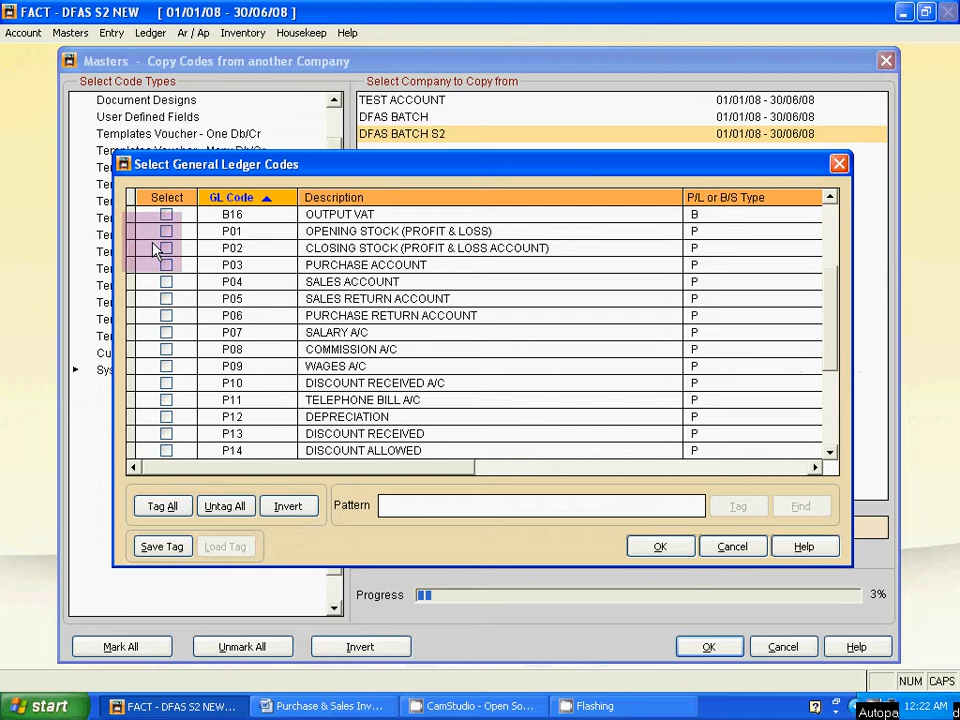 FACT - DFAS S2 NEW [ 01/01/08 - 30/06/08 ]
Account Masters Entry Ledger Ar / Ap Inventory Housekeep Help
Masters - Copy Codes from another Company
Select Code Types Select Company to Copy from
Document Designs TEST ACCOUNT 01/01/08 - 30/06/08
User Defined Fields DFAS BATCH 01/01/08 - 30/06/08
Templates Voucher - One Db/Cr DFAS BATCH S2 01/01/08 - 30/06/08
Select General Ledger Codes
Select GL Code Description P/L or B/S Type
B16 OUTPUT VAT B
P01 OPENING STOCK (PROFIT & LOSS) P
P02 CLOSING STOCK (PROFIT & LOSS ACCOUNT) P
P03 PURCHASE ACCOUNT P
P04 SALES ACCOUNT P
P05 SALES RETURN ACCOUNT P
P06 PURCHASE RETURN ACCOUNT P
P07 SALARY A/C P
P08 COMMISSION A/C P
P09 WAGES A/C P
P10 DISCOUNT RECEIVED A/C P
P11 TELEPHONE BILL A/C P
P12 DEPRECIATION P
P13 DISCOUNT RECEIVED P
P14 DISCOUNT ALLOWED P
Tag All Untag All Invert Pattern Tag Find
Save Tag Load Tag OK Cancel Help
Progress 3%
Mark All Unmark All Invert OK Cancel Help
NUM CAPS
start FACT - DFAS S2 NEW... Purchase & Sales Inv... CamStudio - Open So... Flashing 12:22 AM